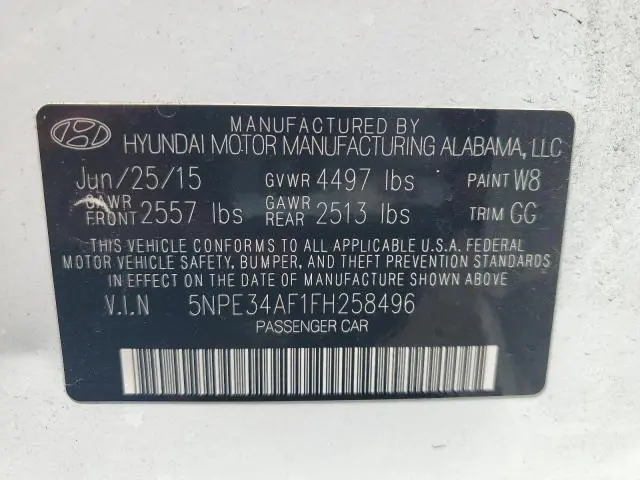 MANUFACTURED BY
HYUNDAI MOTOR MANUFACTURING ALABAMA, LLC
Jun/25/15 GVWR 4497 lbs PAINT W8
GAWR FRONT 2557 lbs GAWR REAR 2513 lbs TRIM GG
THIS VEHICLE CONFORMS TO ALL APPLICABLE U.S.A. FEDERAL
MOTOR VEHICLE SAFETY, BUMPER, AND THEFT PREVENTION STANDARDS
IN EFFECT ON THE DATE OF MANUFACTURE SHOWN ABOVE
V.I.N 5NPE34AF1FH258496
PASSENGER CAR